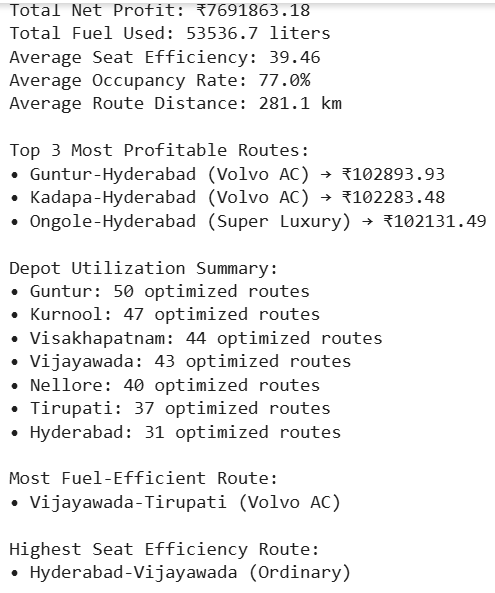 Total Net Profit: ₹7691863.18
Total Fuel Used: 53536.7 liters
Average Seat Efficiency: 39.46
Average Occupancy Rate: 77.0%
Average Route Distance: 281.1 km
Top 3 Most Profitable Routes:
• Guntur-Hyderabad (Volvo AC) → ₹102893.93
• Kadapa-Hyderabad (Volvo AC) → ₹102283.48
• Ongole-Hyderabad (Super Luxury) → ₹102131.49
Depot Utilization Summary:
• Guntur: 50 optimized routes
• Kurnool: 47 optimized routes
• Visakhapatnam: 44 optimized routes
• Vijayawada: 43 optimized routes
• Nellore: 40 optimized routes
• Tirupati: 37 optimized routes
• Hyderabad: 31 optimized routes
Most Fuel-Efficient Route:
• Vijayawada-Tirupati (Volvo AC)
Highest Seat Efficiency Route:
• Hyderabad-Vijayawada (Ordinary)